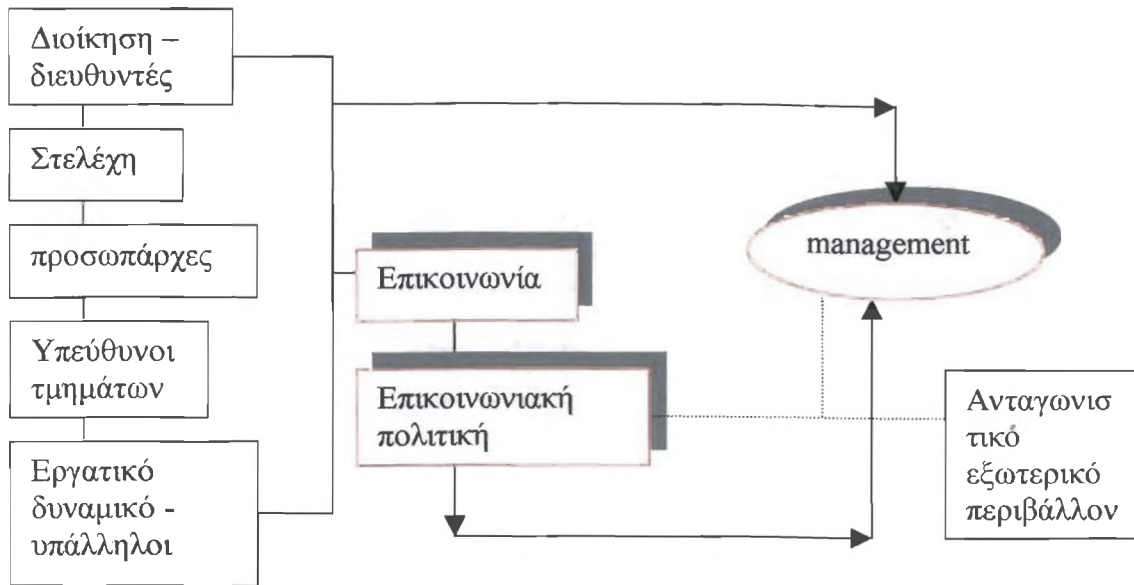 Διοίκηση –
διευθυντές
Στελέχη
προσωπάρχες
Υπεύθυνοι
τμημάτων
Εργατικό
δυναμικό -
υπάλληλοι
Επικοινωνία
Επικοινωνιακή
πολιτική
management
Ανταγωνισ
τικό
εξωτερικό
περιβάλλον